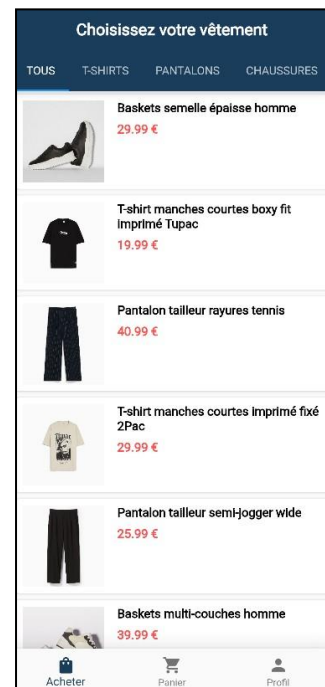 Choisissez votre vêtement
TOUS T-SHIRTS PANTALONS CHAUSSURES
Baskets semelle épaisse homme
29.99 €
T-shirt manches courtes boxy fit
imprimé Tupac
19.99 €
Pantalon tailleur rayures tennis
40.99 €
T-shirt manches courtes imprimé fixé
2Pac
29.99 €
Pantalon tailleur semi-jogger wide
25.99 €
Baskets multi-couches homme
39.99 €
Acheter Panier Profil